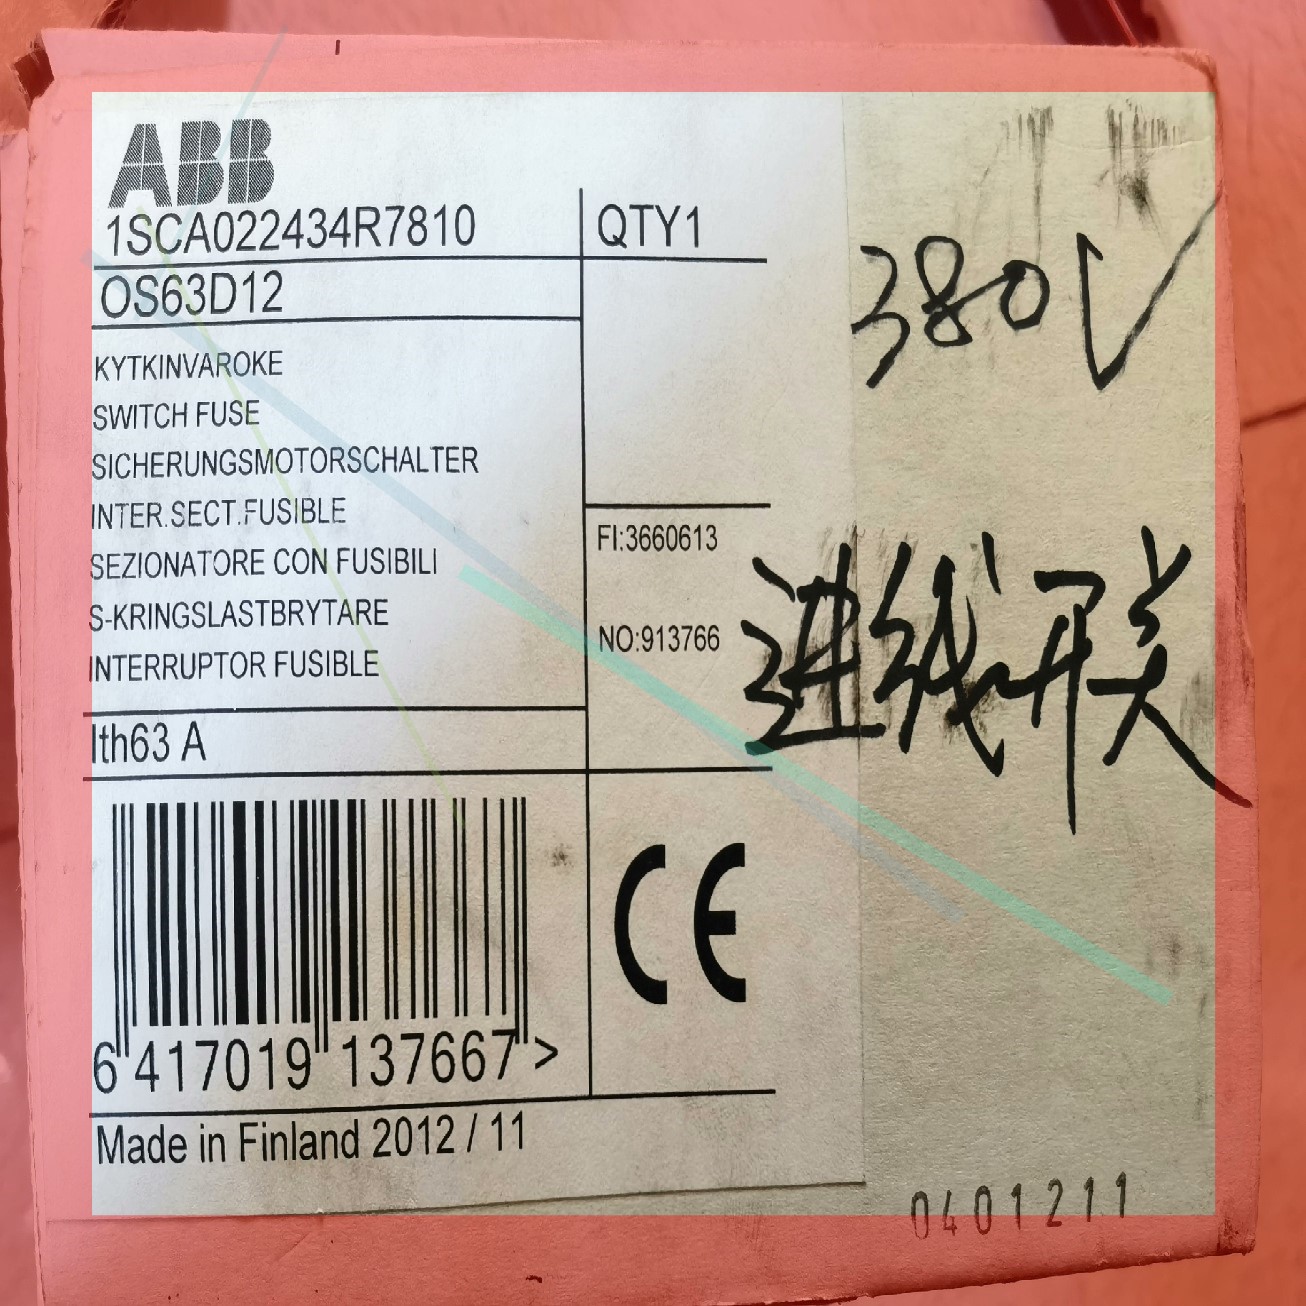 ABB
1SCA022434R7810
QTY1
OS63D12
KYTKINVAROKE
SWITCH FUSE
SICHERUNGSMOTORSCHALTER
INTER.SECT.FUSIBLE
SEZIONATORE CON FUSIBILI
S-KRINGSLASTBRYTARE
INTERRUPTOR FUSIBLE
FI:3660613
NO:913766
Ith63 A
CE
6 417019 137667 >
Made in Finland 2012 / 11
380V
进线开关
0401211